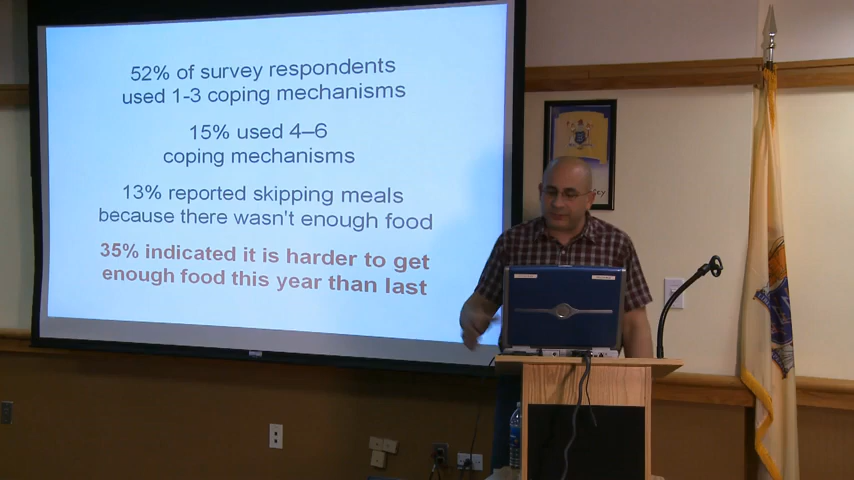 52% of survey respondents
used 1-3 coping mechanisms
15% used 4–6
coping mechanisms
13% reported skipping meals
because there wasn't enough food
35% indicated it is harder to get
enough food this year than last